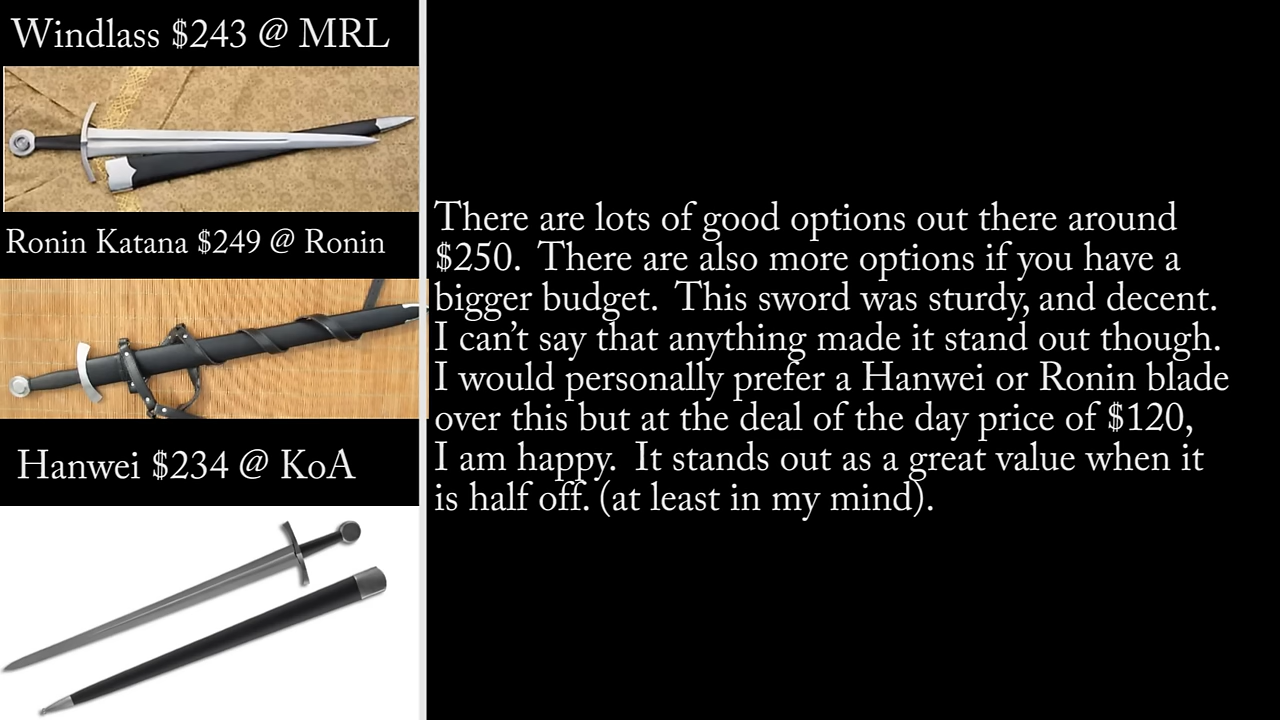 Windlass $243 @ MRL
Ronin Katana $249 @ Ronin
Hanwei $234 @ KoA
There are lots of good options out there around
$250.  There are also more options if you have a
bigger budget.  This sword was sturdy, and decent.
I can't say that anything made it stand out though.
I would personally prefer a Hanwei or Ronin blade
over this but at the deal of the day price of $120,
I am happy.  It stands out as a great value when it
is half off. (at least in my mind).